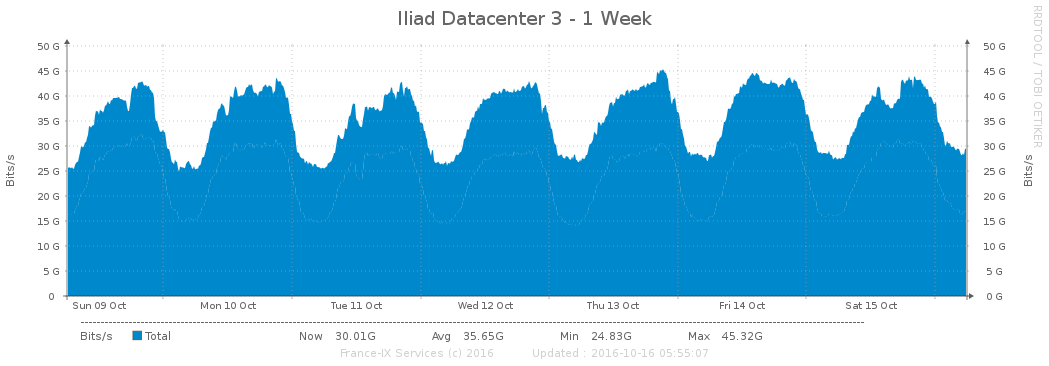 Iliad Datacenter 3 - 1 Week
RRDTOOL / TOBI OETIKER
50 G 50 G
45 G 45 G
40 G 40 G
35 G 35 G
30 G 30 G
25 G 25 G
20 G 20 G
15 G 15 G
10 G 10 G
5 G 5 G
0 0 G
Bits/s Bits/s
Sun 09 Oct Mon 10 Oct Tue 11 Oct Wed 12 Oct Thu 13 Oct Fri 14 Oct Sat 15 Oct
Bits/s Total Now 30.01G Avg 35.65G Min 24.83G Max 45.32G
France-IX Services (c) 2016 Updated : 2016-10-16 05:55:07